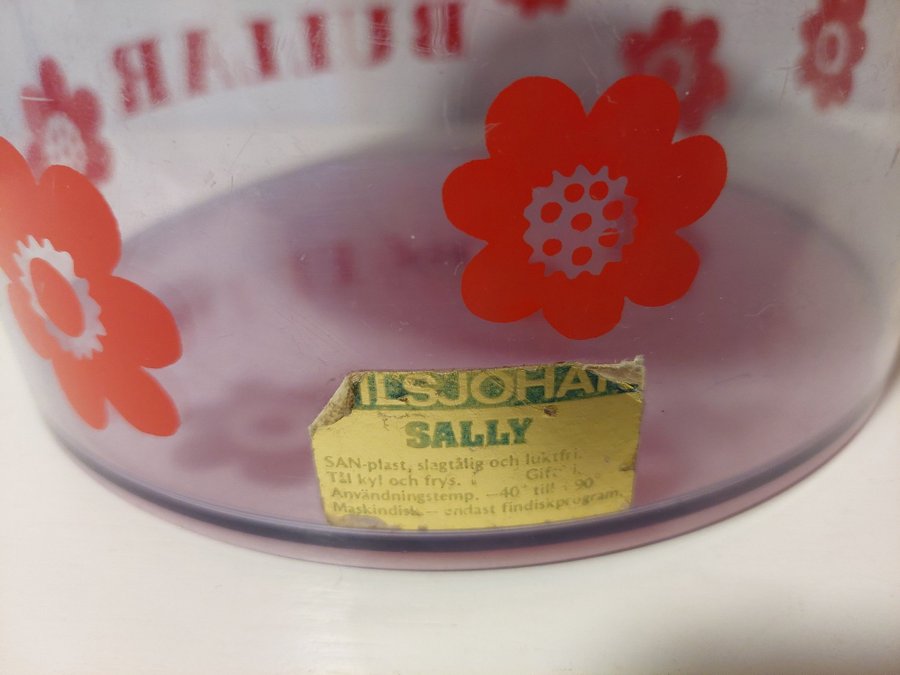 BULLAR
ILSJOHAN
SALLY
SAN-plast, slagtålig och luktfri.
Tål kyl och frys. Giftfri.
Användningstemp. –40° till +90°
Maskindisk – endast findiskprogram.